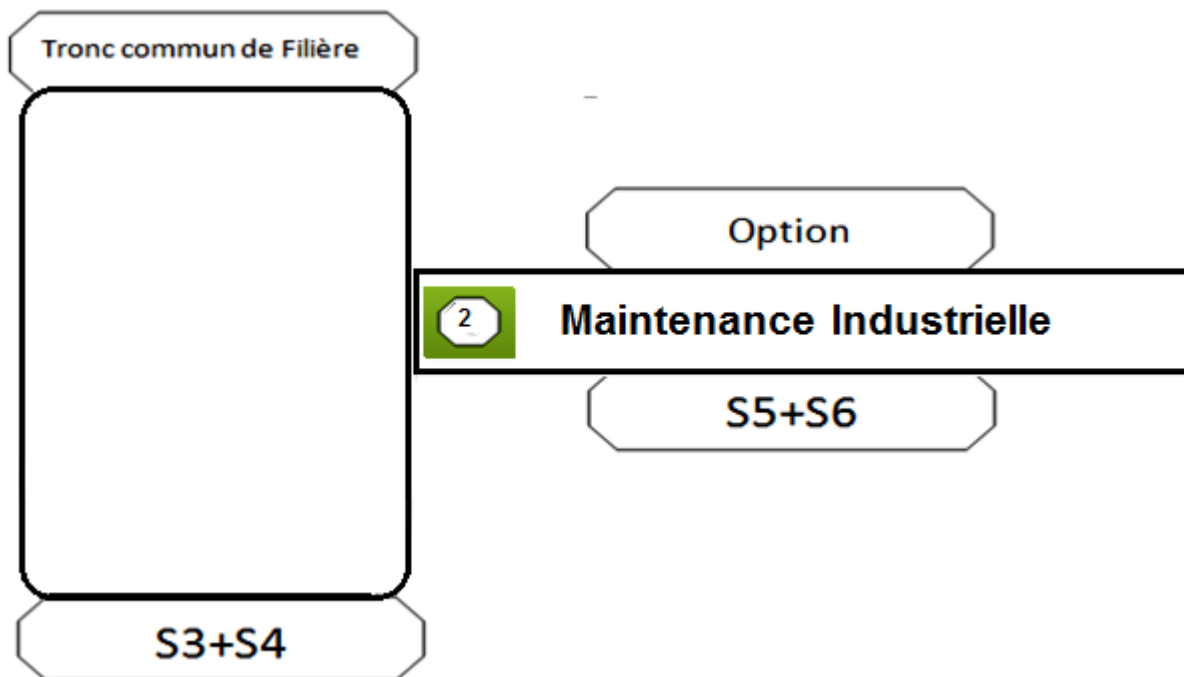 Tronc commun de Filière
Option
2 Maintenance Industrielle
S5+S6
S3+S4